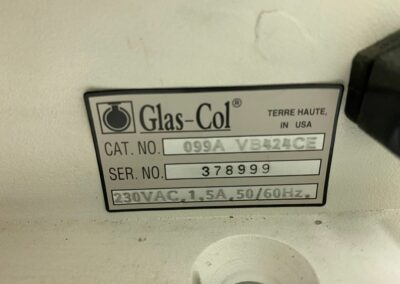 Glas-Col®
TERRE HAUTE,
IN USA
CAT. NO. 099A VB424CE
SER. NO. 378999
230VAC,1.5A,50/60Hz.